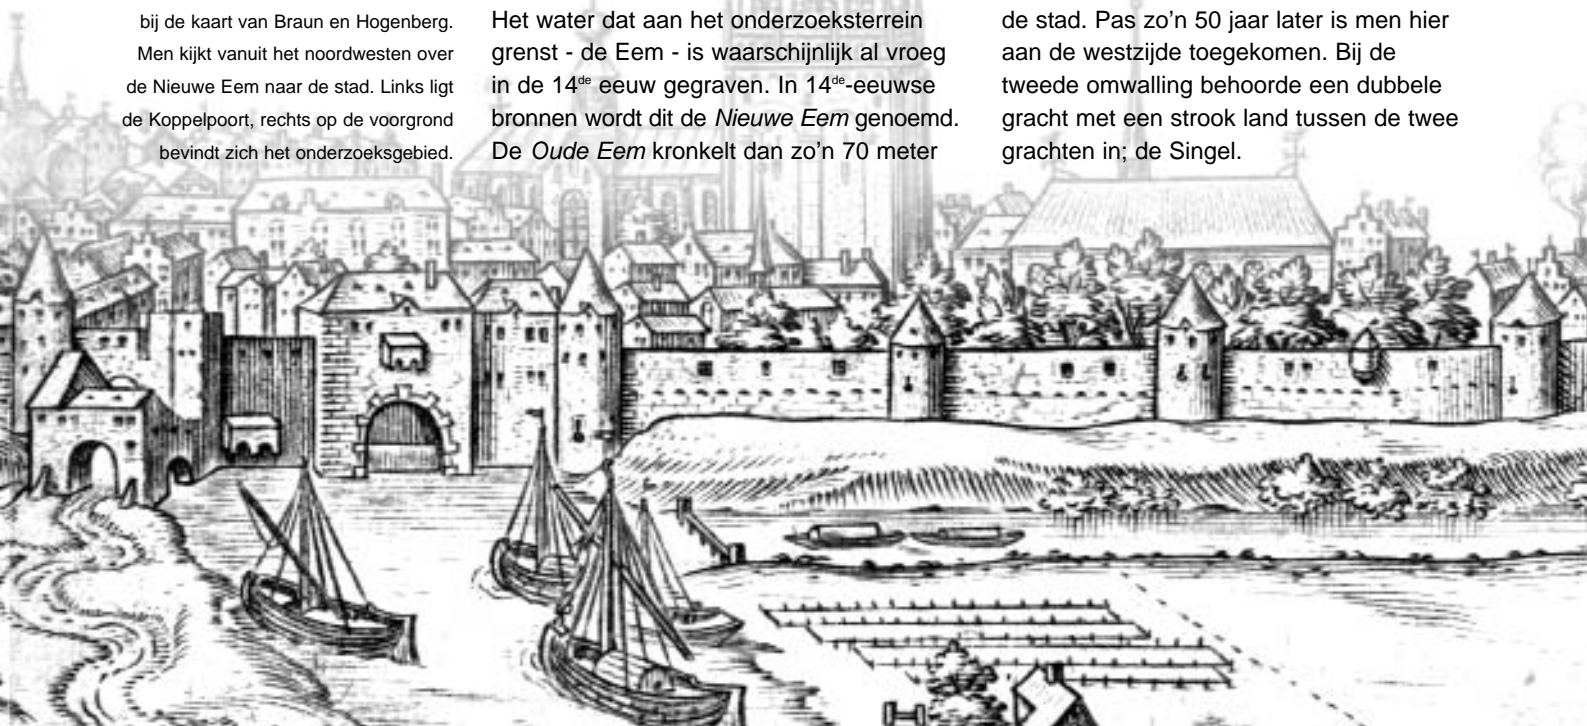 bij de kaart van Braun en Hogenberg.
Men kijkt vanuit het noordwesten over
de Nieuwe Eem naar de stad. Links ligt
de Koppelpoort, rechts op de voorgrond
bevindt zich het onderzoeksgebied.
Het water dat aan het onderzoeksterrein
grenst - de Eem - is waarschijnlijk al vroeg
in de 14de eeuw gegraven. In 14de-eeuwse
bronnen wordt dit de Nieuwe Eem genoemd.
De Oude Eem kronkelt dan zo'n 70 meter
de stad. Pas zo'n 50 jaar later is men hier
aan de westzijde toegekomen. Bij de
tweede omwalling behoorde een dubbele
gracht met een strook land tussen de twee
grachten in; de Singel.